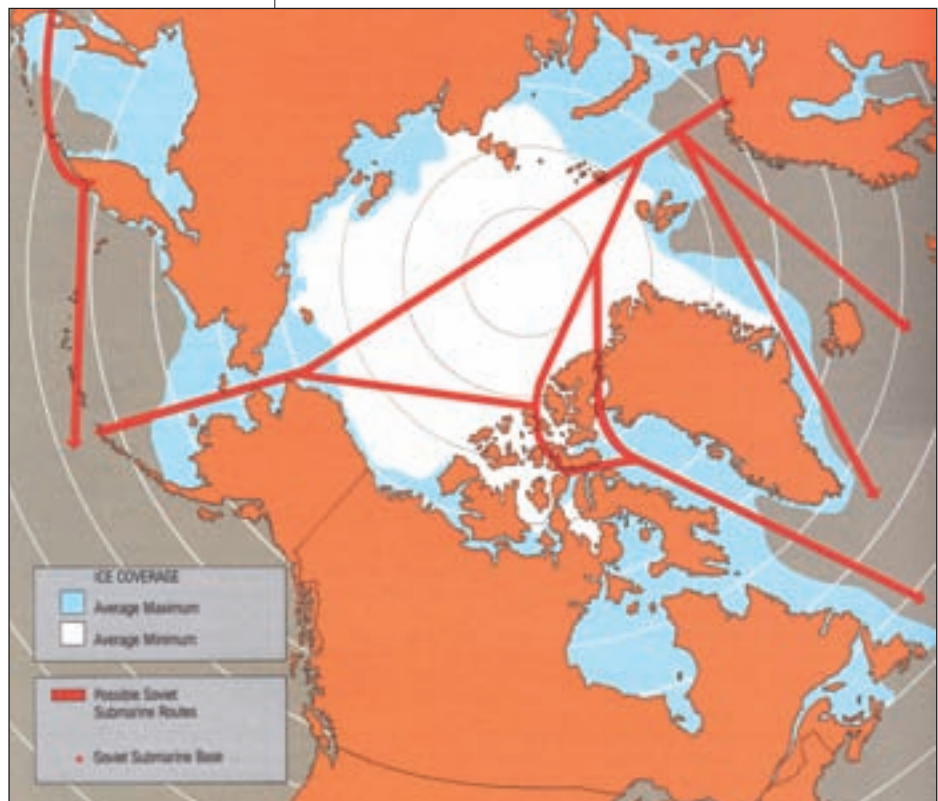 ICE COVERAGE
Average Maximum
Average Minimum
Possible Soviet
Submarine Routes
Soviet Submarine Base